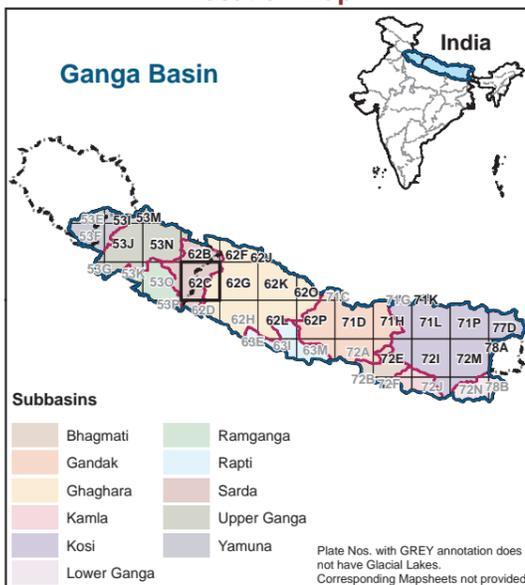 India
Ganga Basin
53E
53I
53M
53F
53J
53N
62B
62F
62J
53G
53K
53O
62C
62G
62K
62O
71C
71G
71K
53P
62D
62H
62L
62P
71D
71H
71L
71P
77D
63E
63I
63M
72A
72E
72I
72M
78A
72B
72F
72J
72N
78B
Subbasins
Bhagmati
Gandak
Ghaghara
Kamla
Kosi
Lower Ganga
Ramganga
Rapti
Sarda
Upper Ganga
Yamuna
Plate Nos. with GREY annotation does
not have Glacial Lakes.
Corresponding Mapsheets not provided